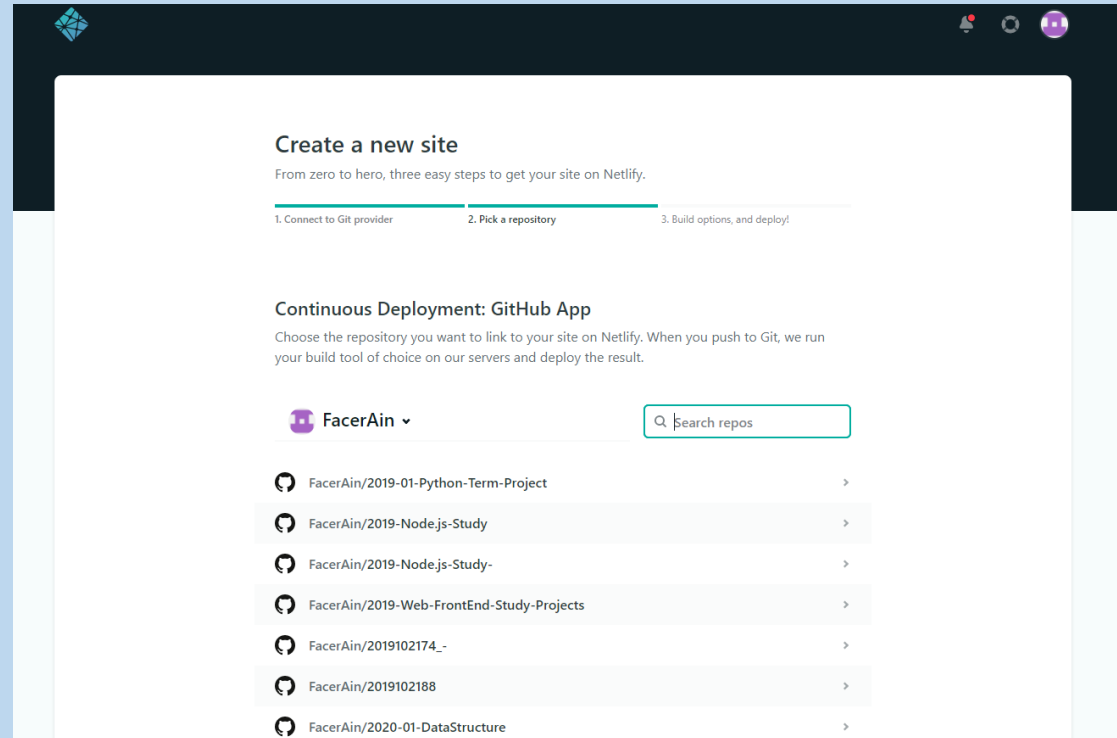 Create a new site
From zero to hero, three easy steps to get your site on Netlify.
1. Connect to Git provider
2. Pick a repository
3. Build options, and deploy!
Continuous Deployment: GitHub App
Choose the repository you want to link to your site on Netlify. When you push to Git, we run
your build tool of choice on our servers and deploy the result.
FacerAin
Search repos
FacerAin/2019-01-Python-Term-Project
FacerAin/2019-Node.js-Study
FacerAin/2019-Node.js-Study-
FacerAin/2019-Web-FrontEnd-Study-Projects
FacerAin/2019102174_-
FacerAin/2019102188
FacerAin/2020-01-DataStructure